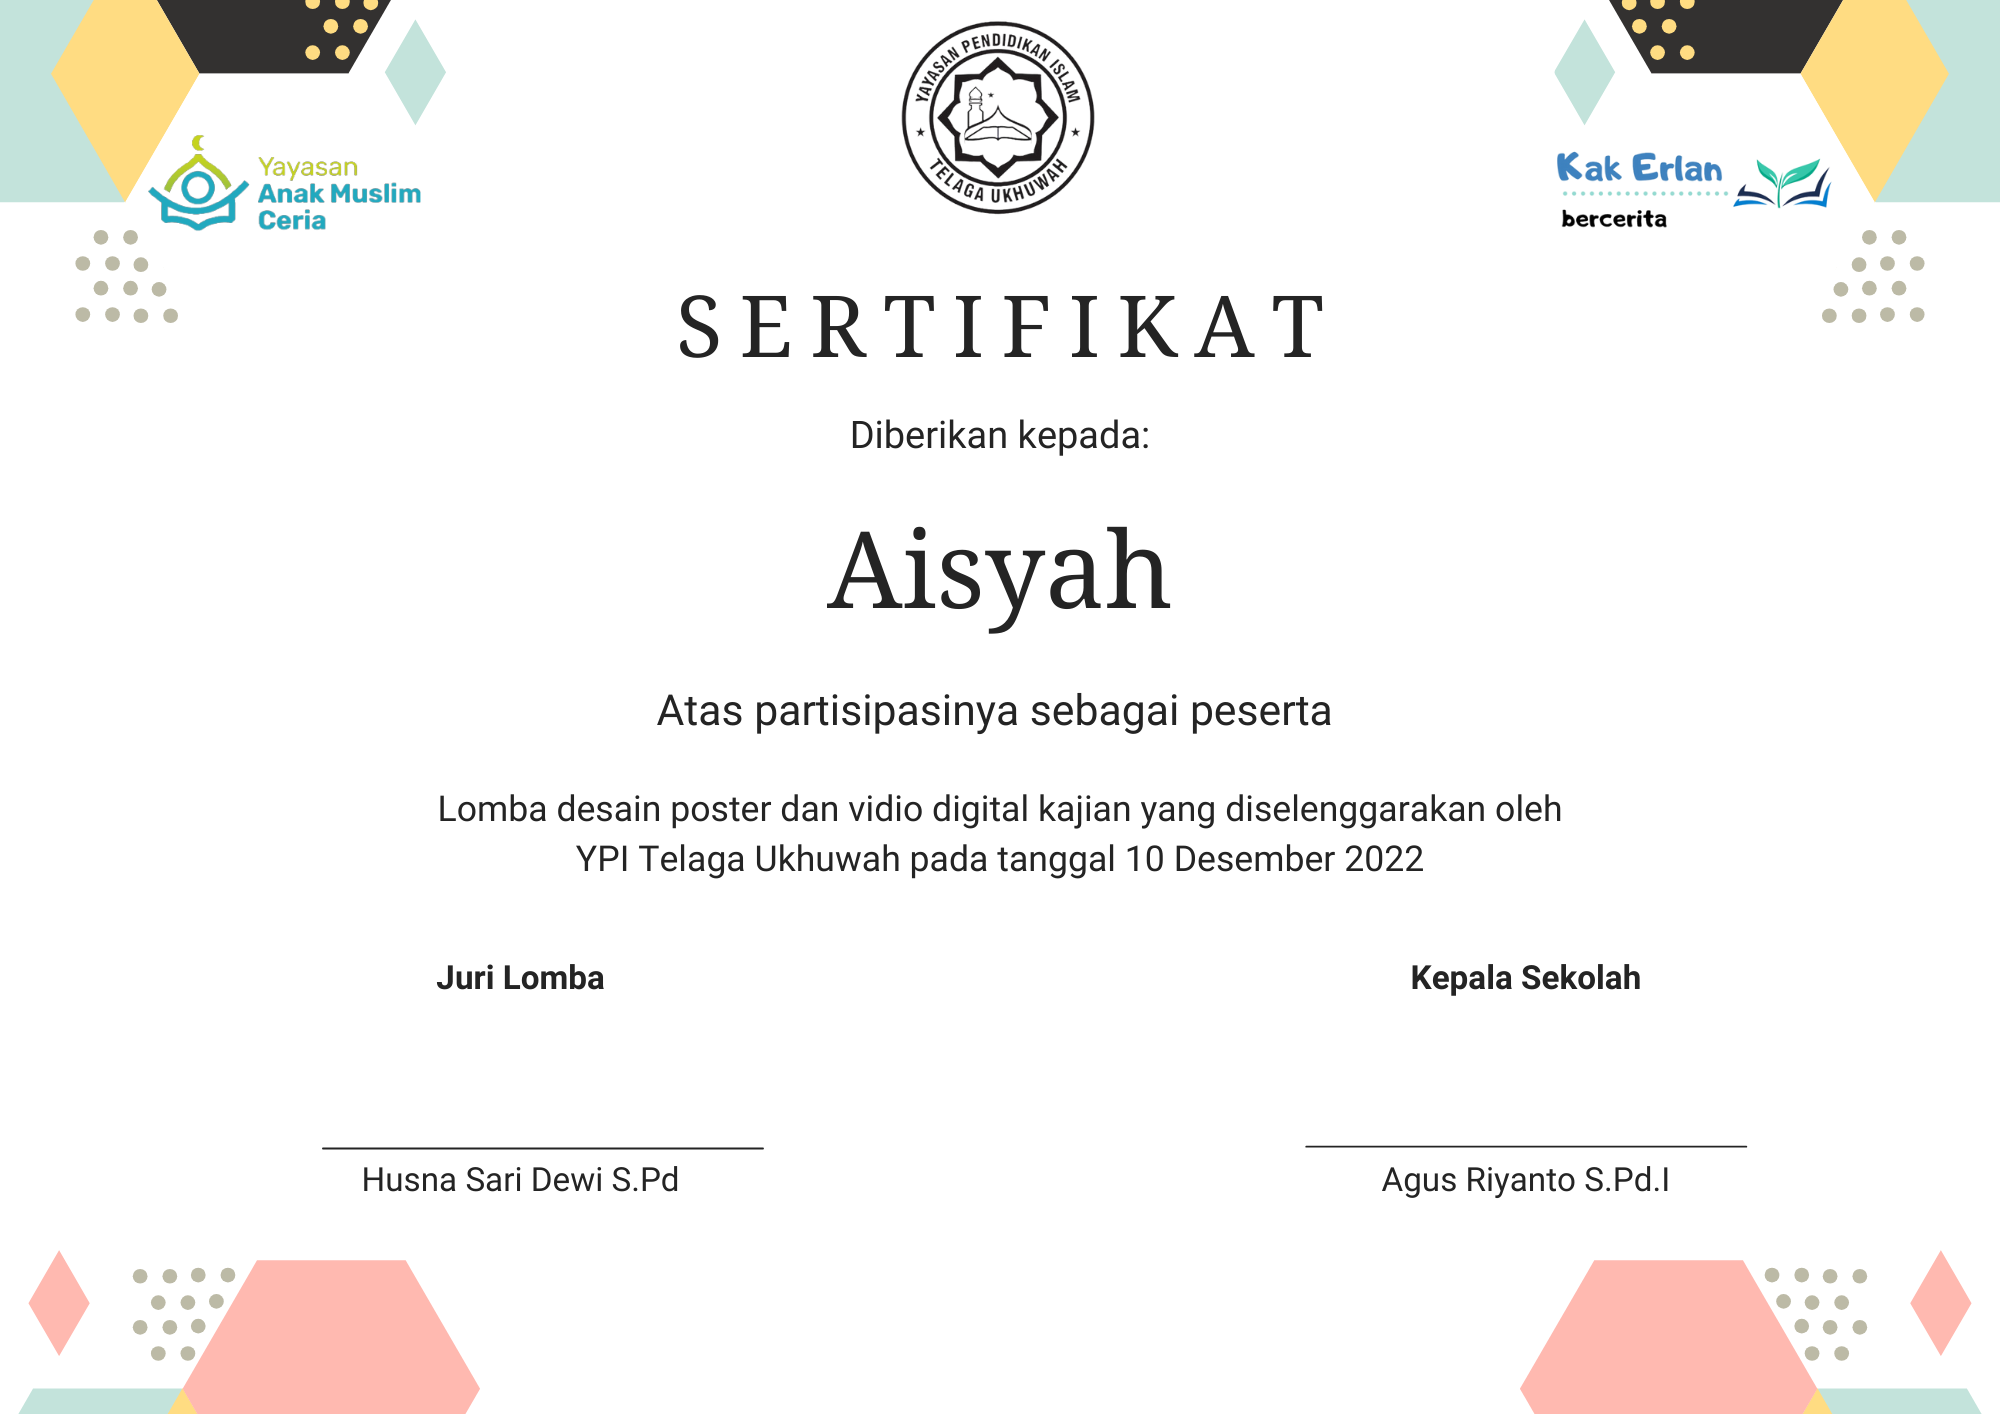 Yayasan
Anak Muslim
Ceria
YAYASAN PENDIDIKAN ISLAM
TELAGA UKHUWAH
Kak Erlan
bercerita
SERTIFIKAT
Diberikan kepada:
Aisyah
Atas partisipasinya sebagai peserta
Lomba desain poster dan vidio digital kajian yang diselenggarakan oleh
YPI Telaga Ukhuwah pada tanggal 10 Desember 2022
Juri Lomba
Kepala Sekolah
Husna Sari Dewi S.Pd
Agus Riyanto S.Pd.I